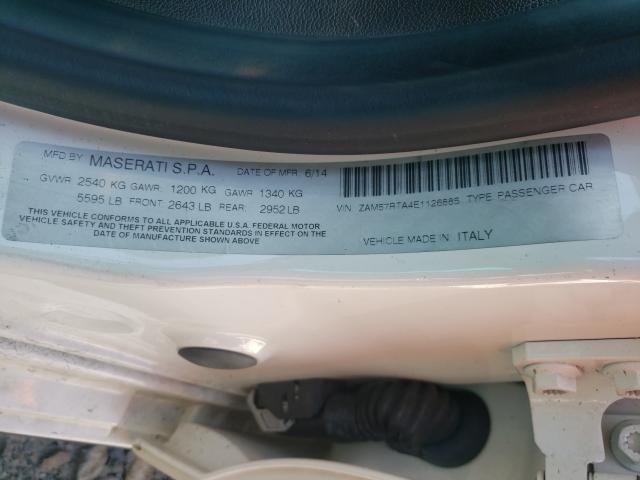 MFD BY MASERATI S.P.A. DATE OF MFR 6/14
GVWR: 2540 KG GAWR: 1200 KG GAWR: 1340 KG
5595 LB FRONT: 2643 LB REAR: 2952 LB
THIS VEHICLE CONFORMS TO ALL APPLICABLE U.S.A. FEDERAL MOTOR
VEHICLE SAFETY AND THEFT PREVENTION STANDARDS IN EFFECT ON THE
DATE OF MANUFACTURE SHOWN ABOVE
VIN: ZAM57RTA4E1126885 TYPE PASSENGER CAR
VEHICLE MADE IN: ITALY